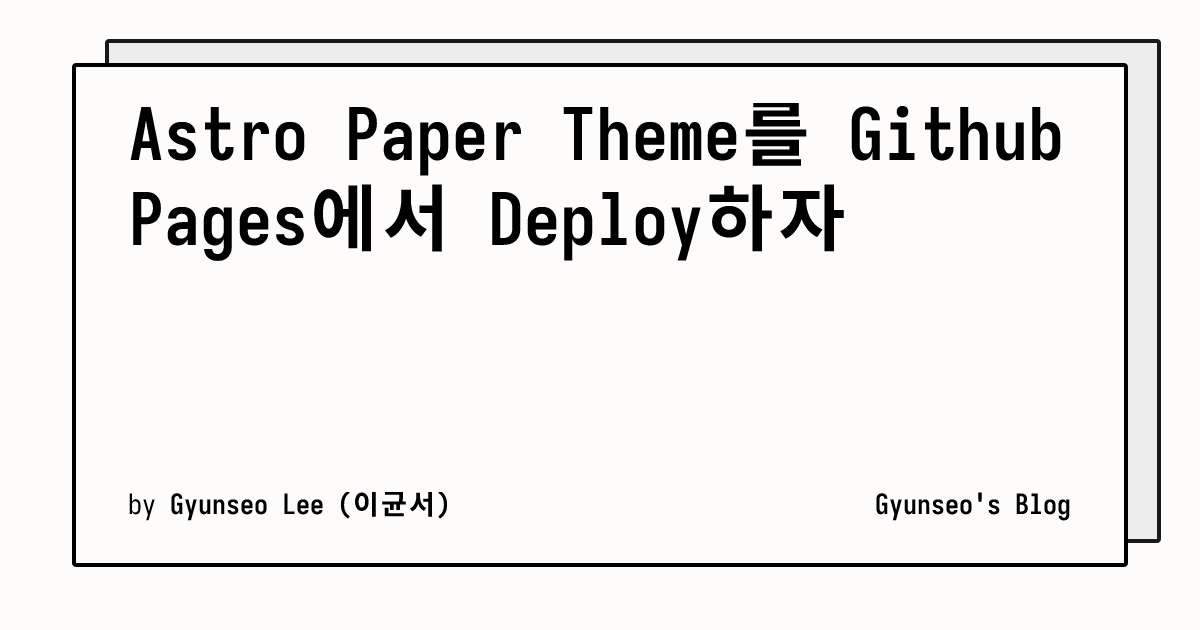 Astro Paper Theme를 Github
Pages에서 Deploy하자
by Gyunseo Lee (이균서)
Gyunseo's Blog